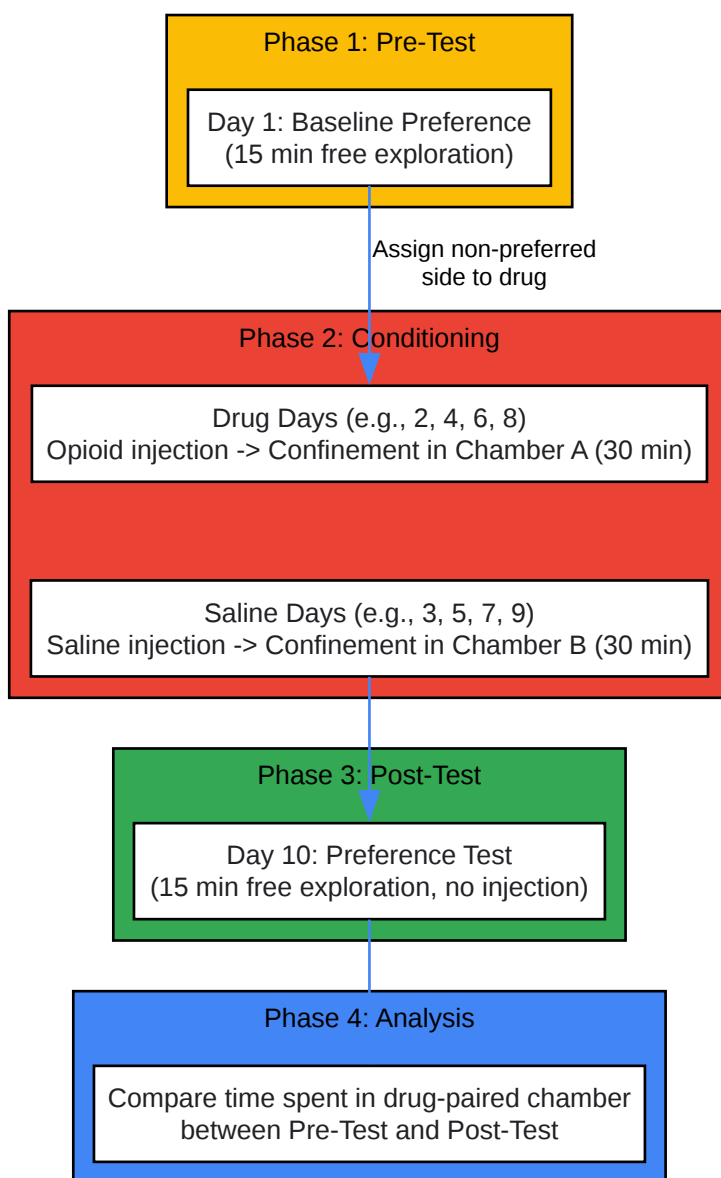 Phase 1: Pre-Test
Day 1: Baseline Preference
(15 min free exploration)
Assign non-preferred
side to drug
Phase 2: Conditioning
Drug Days (e.g., 2, 4, 6, 8)
Opioid injection -> Confinement in Chamber A (30 min)
Saline Days (e.g., 3, 5, 7, 9)
Saline injection -> Confinement in Chamber B (30 min)
Phase 3: Post-Test
Day 10: Preference Test
(15 min free exploration, no injection)
Phase 4: Analysis
Compare time spent in drug-paired chamber
between Pre-Test and Post-Test